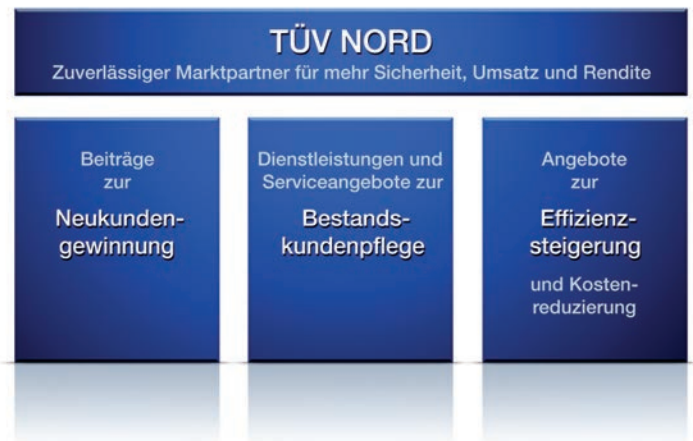 TÜV NORD
Zuverlässiger Marktpartner für mehr Sicherheit, Umsatz und Rendite
Beiträge
zur
Neukunden-
gewinnung
Dienstleistungen und
Serviceangebote zur
Bestands-
kundenpflege
Angebote
zur
Effizienz-
steigerung
und Kosten-
reduzierung